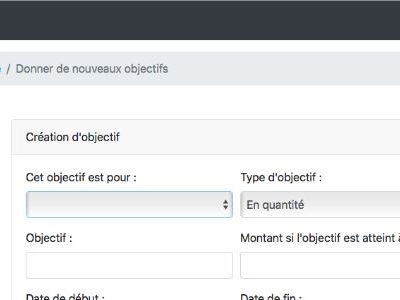 / Donner de nouveaux objectifs
Création d'objectif
Cet objectif est pour :
Type d'objectif :
En quantité
Objectif :
Montant si l'objectif est atteint à
Date de début :
Date de fin :